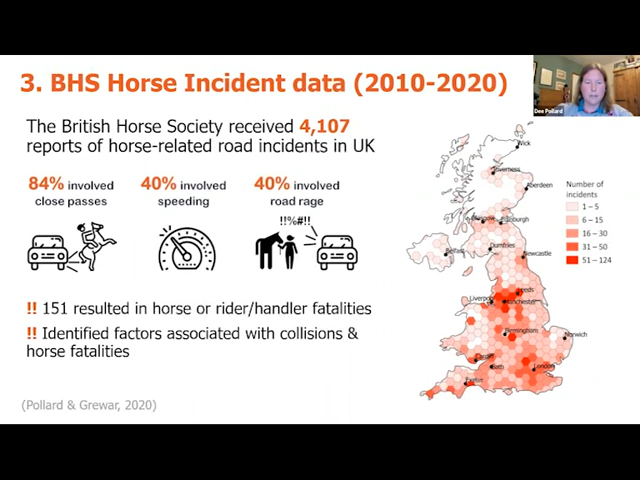 3. BHS Horse Incident data (2010-2020)
Dee Pollard
The British Horse Society received 4,107
reports of horse-related road incidents in UK
84% involved
close passes
40% involved
speeding
40% involved
road rage
!!%#!!
!! 151 resulted in horse or rider/handler fatalities
!! Identified factors associated with collisions &
horse fatalities
(Pollard & Grewar, 2020)
Wick
Inverness
Aberdeen
Edinburgh
Belfast
Dumfries
Newcastle
Leeds
Liverpool
Manchester
Birmingham
Norwich
Cardiff
Bath
London
Exeter
Number of
incidents
1 – 5
6 – 15
16 – 30
31 – 50
51 – 124